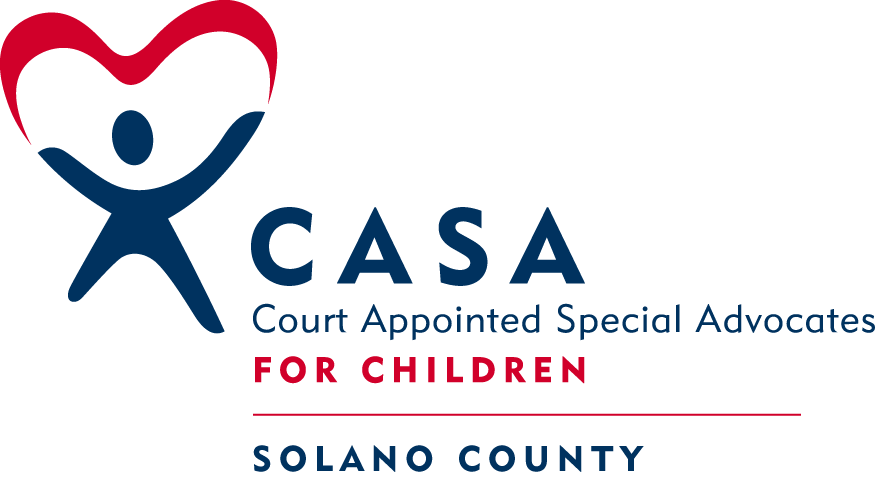 CASA
Court Appointed Special Advocates
FOR CHILDREN
SOLANO COUNTY